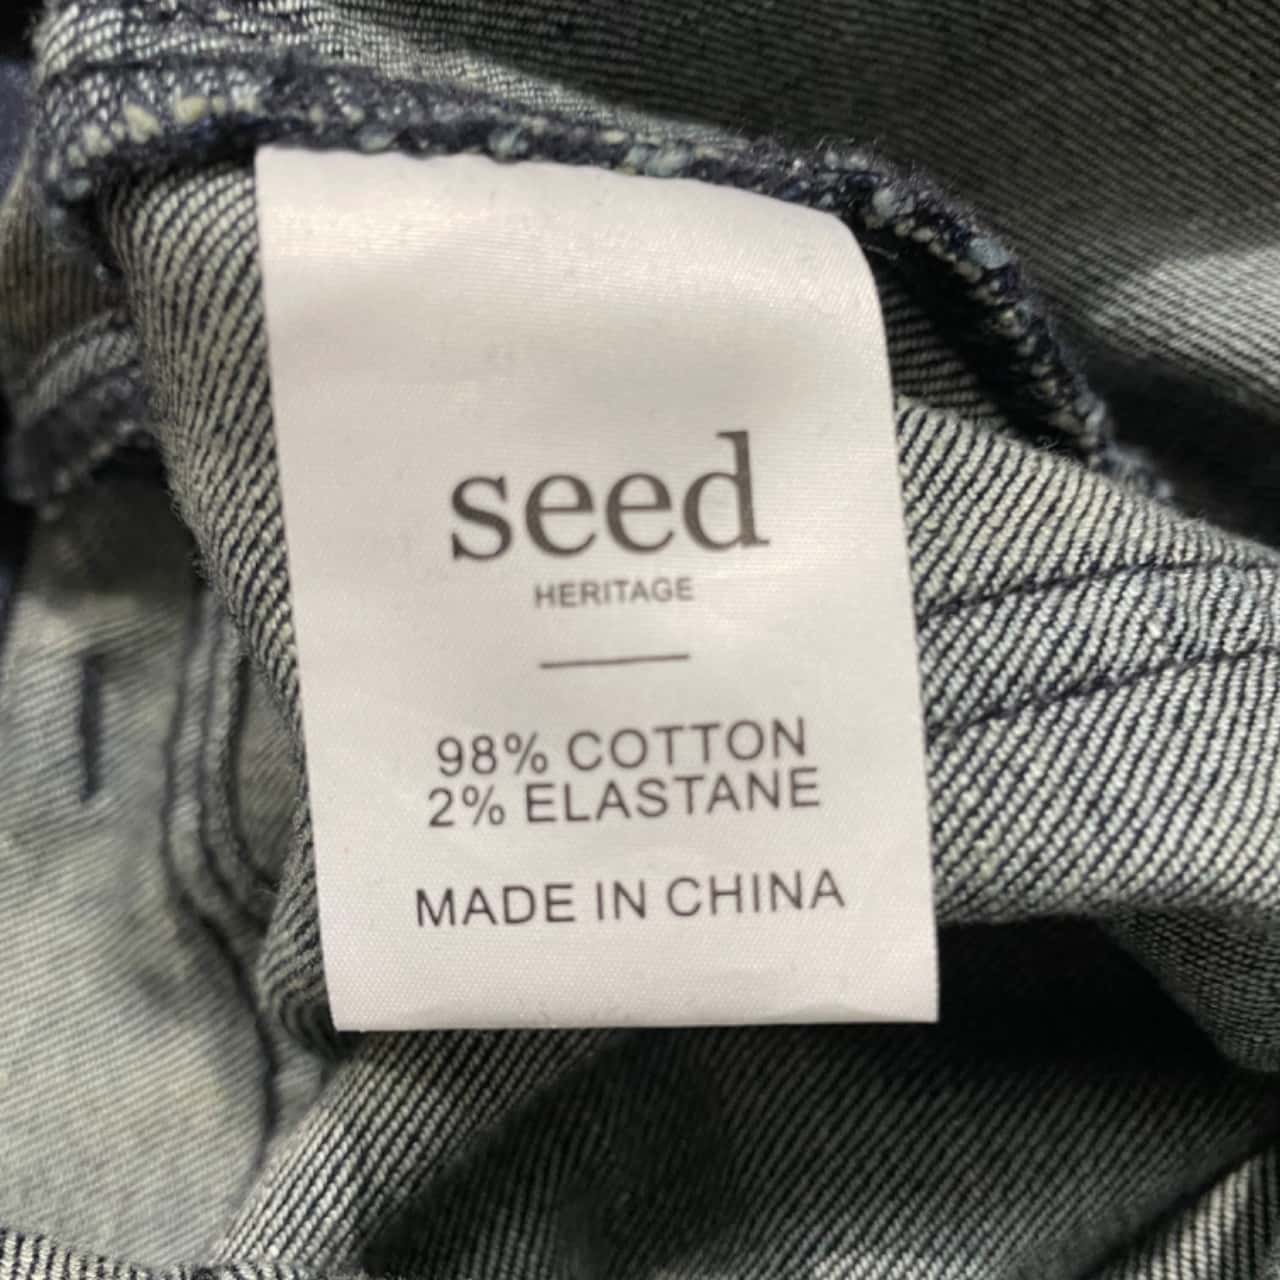 seed
HERITAGE
98% COTTON
2% ELASTANE
MADE IN CHINA